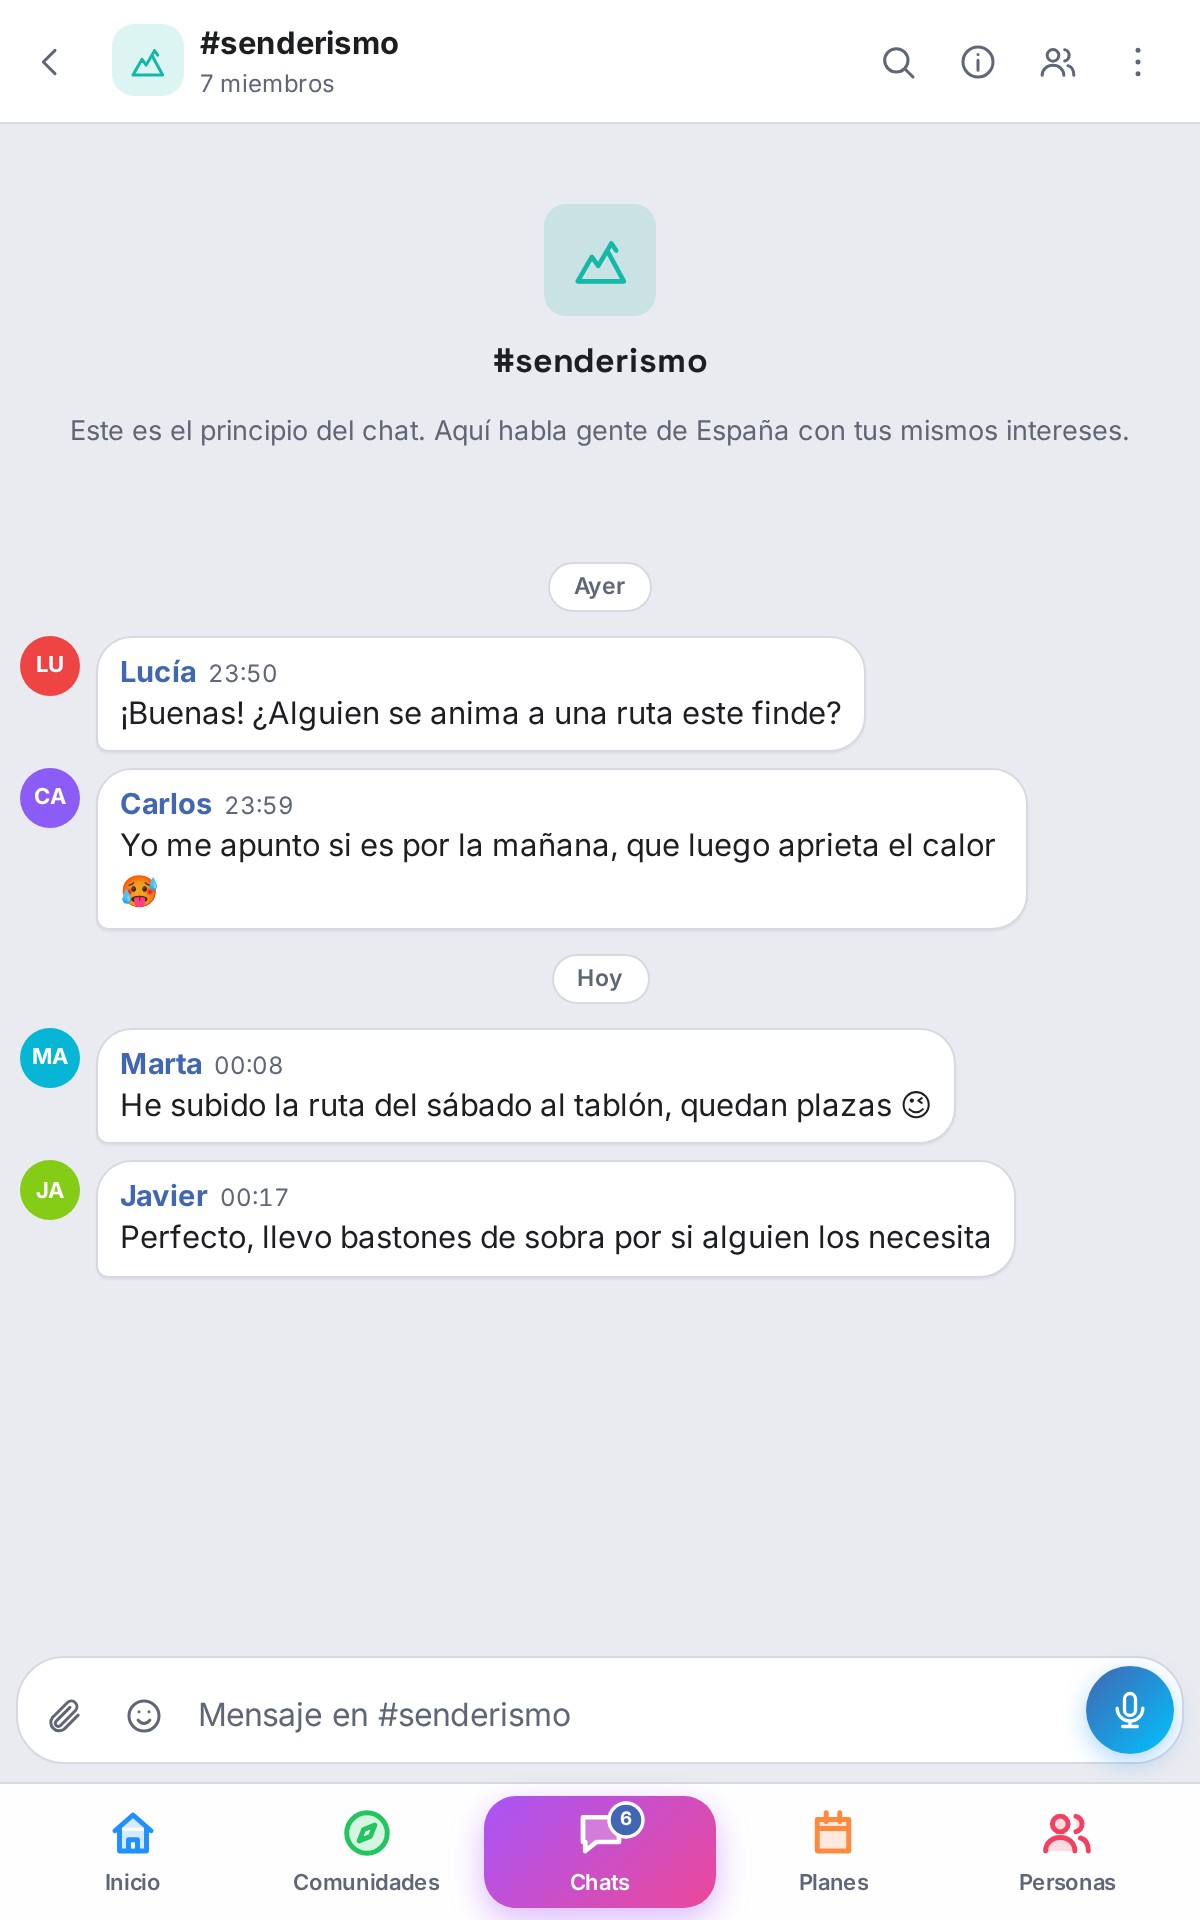 #senderismo
7 miembros
#senderismo
Este es el principio del chat. Aquí habla gente de España con tus mismos intereses.
Ayer
LU
Lucía 23:50
¡Buenas! ¿Alguien se anima a una ruta este finde?
CA
Carlos 23:59
Yo me apunto si es por la mañana, que luego aprieta el calor
🥵
Hoy
MA
Marta 00:08
He subido la ruta del sábado al tablón, quedan plazas 😉
JA
Javier 00:17
Perfecto, llevo bastones de sobra por si alguien los necesita
Mensaje en #senderismo
6
Inicio
Comunidades
Chats
Planes
Personas